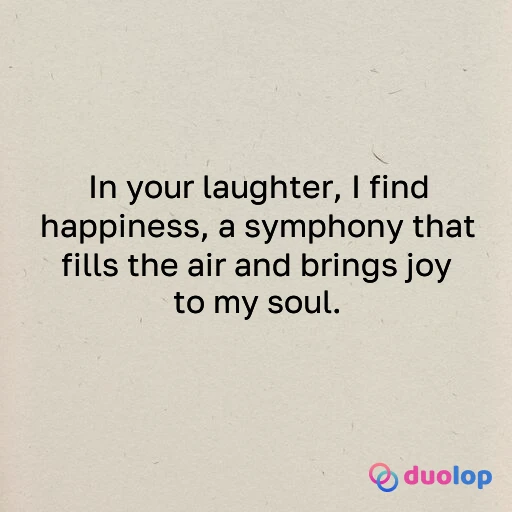 In your laughter, I find
happiness, a symphony that
fills the air and brings joy
to my soul.
duolop